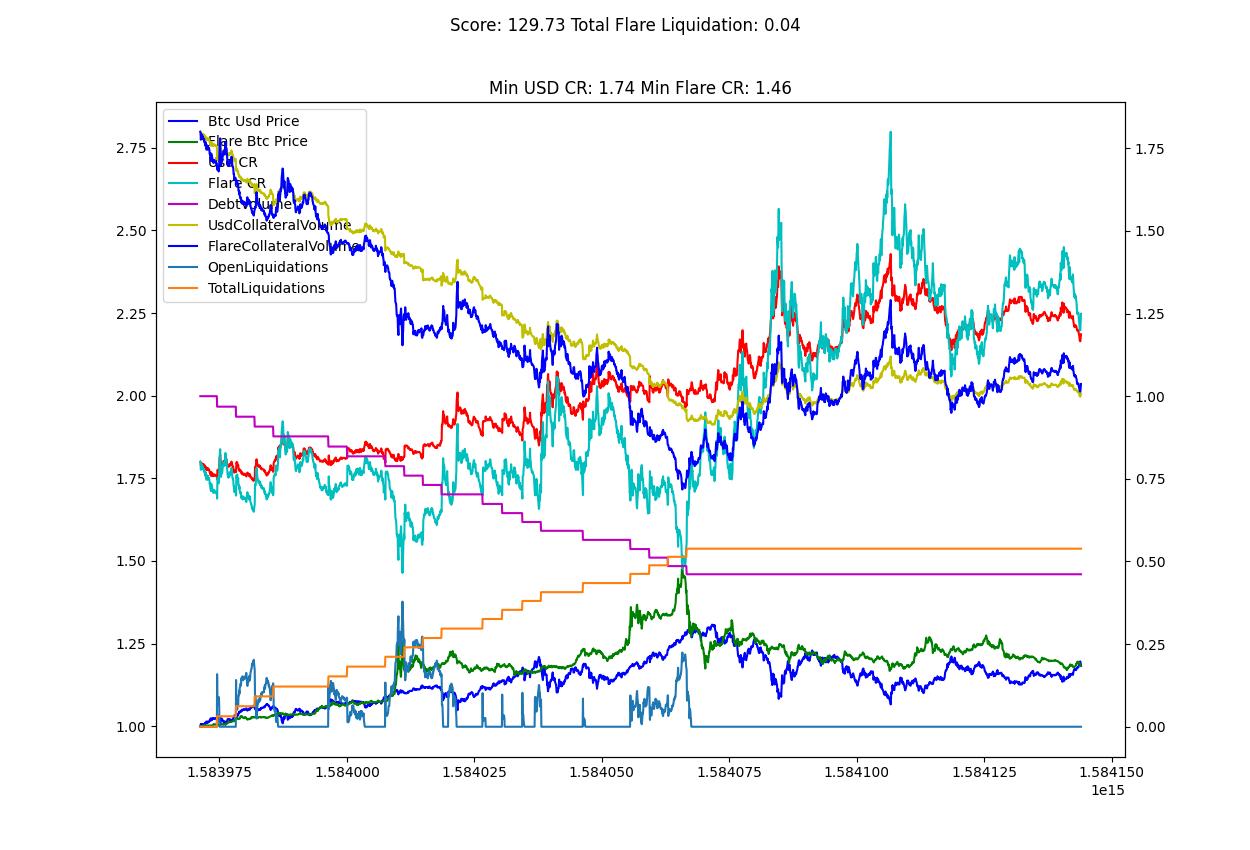 Score: 129.73 Total Flare Liquidation: 0.04
Min USD CR: 1.74 Min Flare CR: 1.46
Btc Usd Price
Flare Btc Price
Usd CR
Flare CR
DebtVolume
UsdCollateralVolume
FlareCollateralVolume
OpenLiquidations
TotalLiquidations
2.75
2.50
2.25
2.00
1.75
1.50
1.25
1.00
1.75
1.50
1.25
1.00
0.75
0.50
0.25
0.00
1.583975 1.584000 1.584025 1.584050 1.584075 1.584100 1.584125 1.584150
1e15